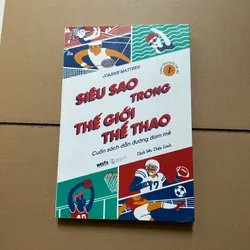 JOANNE MATTERN
SIÊU SAO
TRONG
THẾ GIỚI
THỂ THAO
Cuốn sách dẫn đường đam mê
Dịch bởi: Diệu Linh